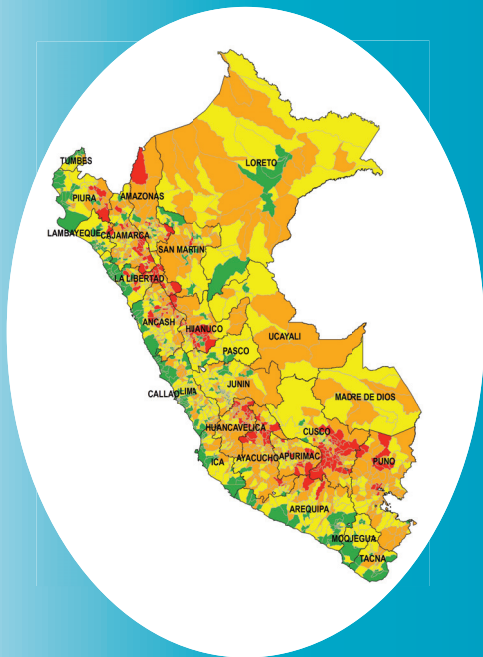 TUMBES
LORETO
PIURA
AMAZONAS
LAMBAYEQUE
CAJAMARCA
SAN MARTIN
LA LIBERTAD
ANCASH
HUANUCO
UCAYALI
PASCO
CALLAO
LIMA
JUNIN
MADRE DE DIOS
HUANCAVELICA
CUSCO
ICA
AYACUCHO
APURIMAC
PUNO
AREQUIPA
MOQUEGUA
TACNA